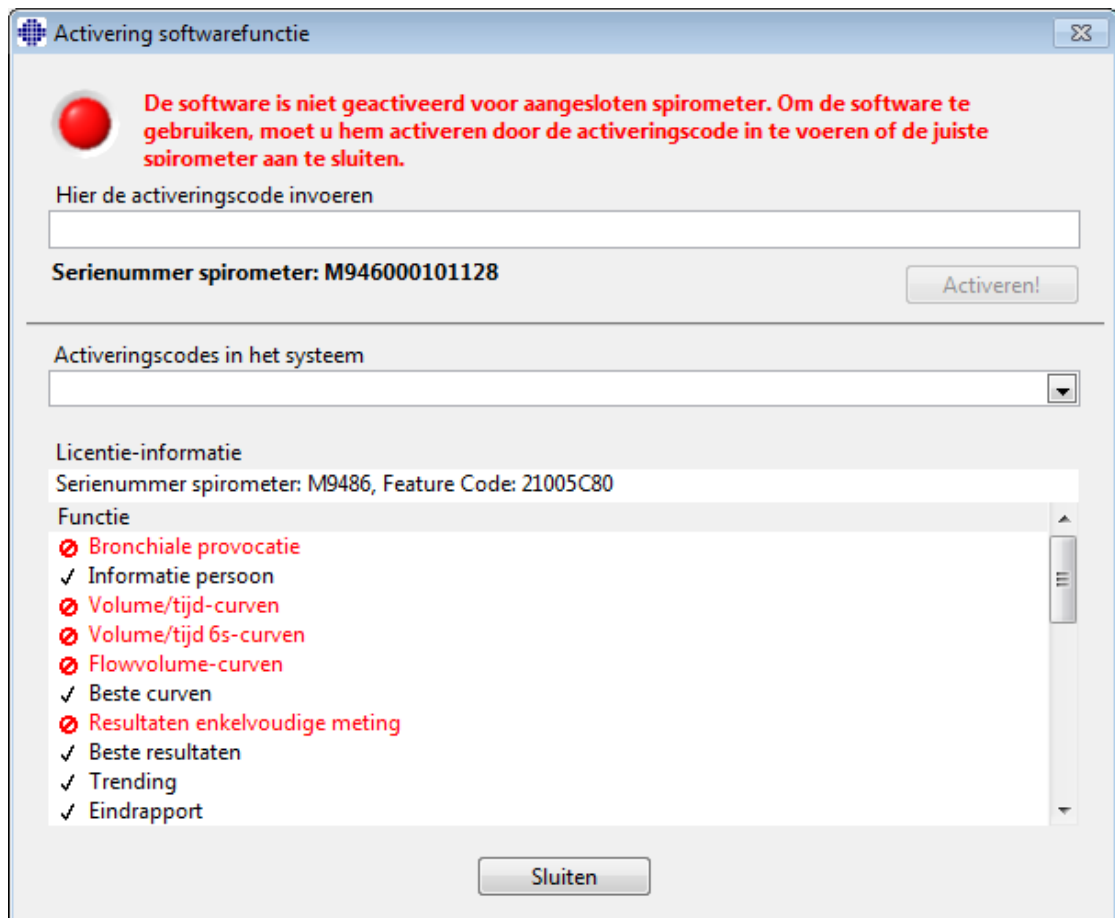 Activering softwarefunctie
De software is niet geactiveerd voor aangesloten spirometer. Om de software te
gebruiken, moet u hem activeren door de activeringscode in te voeren of de juiste
spirometer aan te sluiten.
Hier de activeringscode invoeren
Serienummer spirometer: M946000101128
Activeren!
Activeringscodes in het systeem
Licentie-informatie
Serienummer spirometer: M9486, Feature Code: 21005C80
Functie
Bronchiale provocatie
Informatie persoon
Volume/tijd-curven
Volume/tijd 6s-curven
Flowvolume-curven
Beste curven
Resultaten enkelvoudige meting
Beste resultaten
Trending
Eindrapport
Sluiten